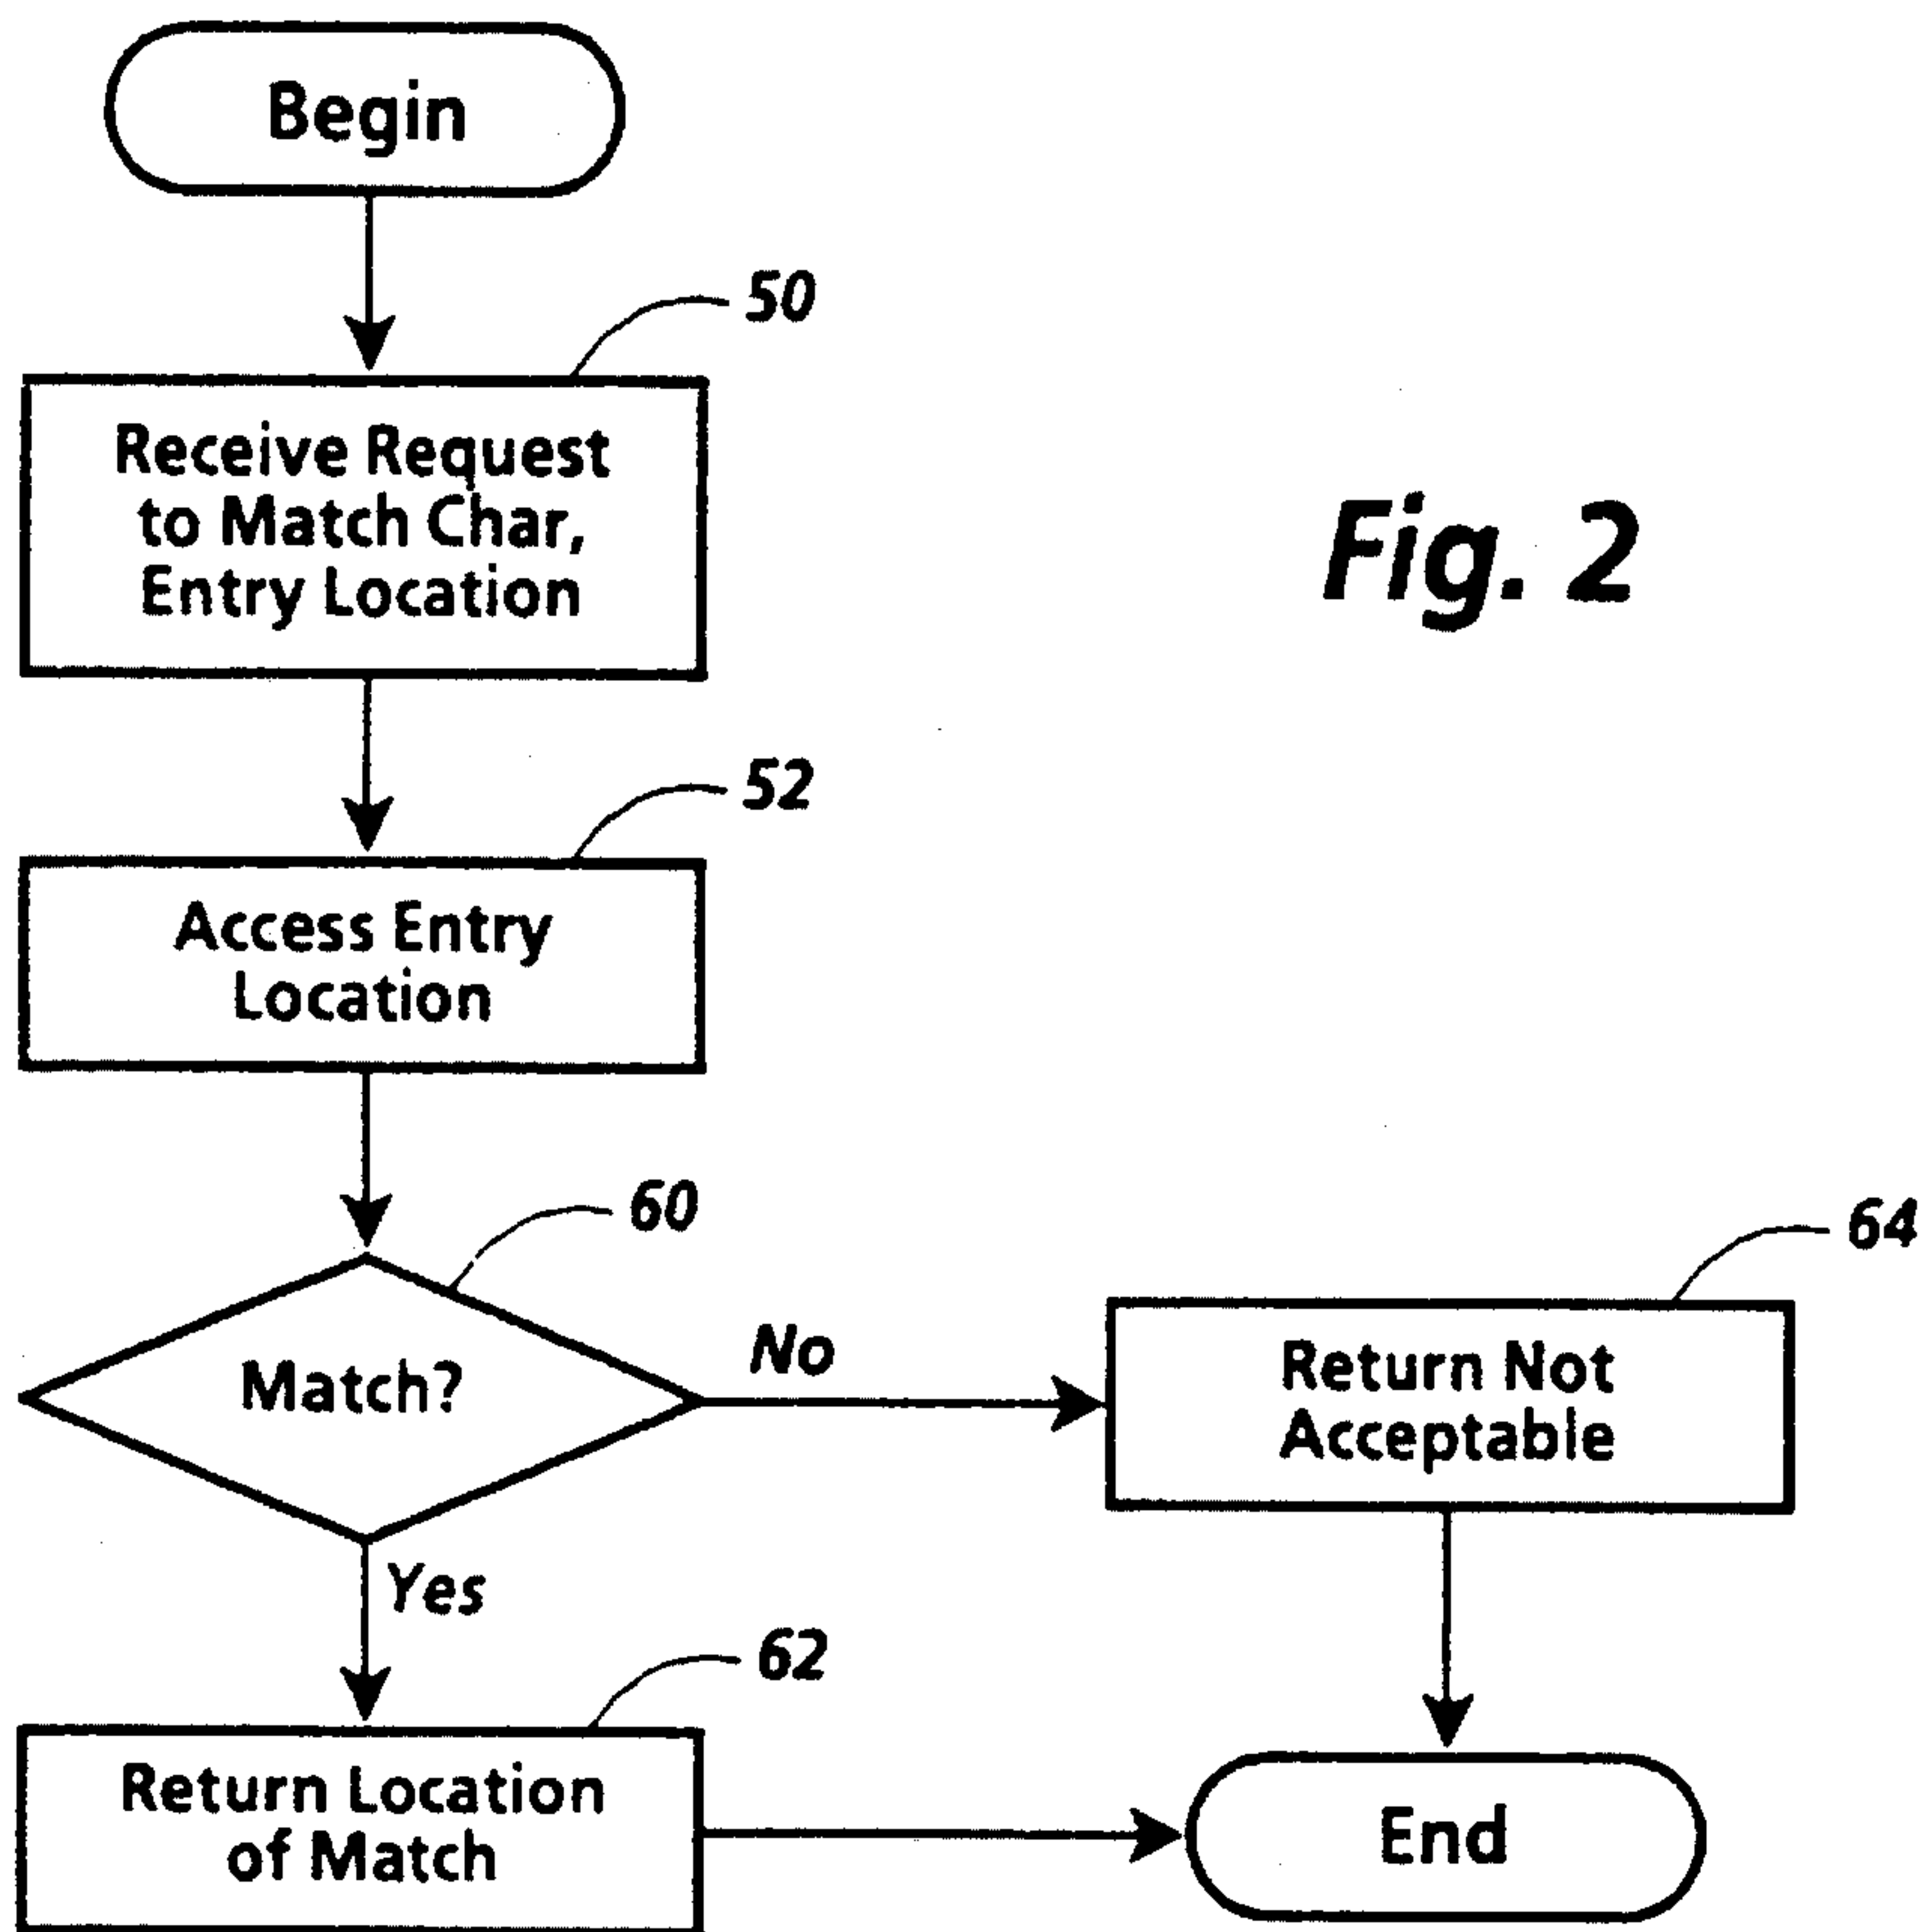 Begin
50
Receive Request
to Match Char,
Entry Location
Fig. 2
52
Access Entry
Location
60
Match?
No
64
Return Not
Acceptable
Yes
62
Return Location
of Match
End